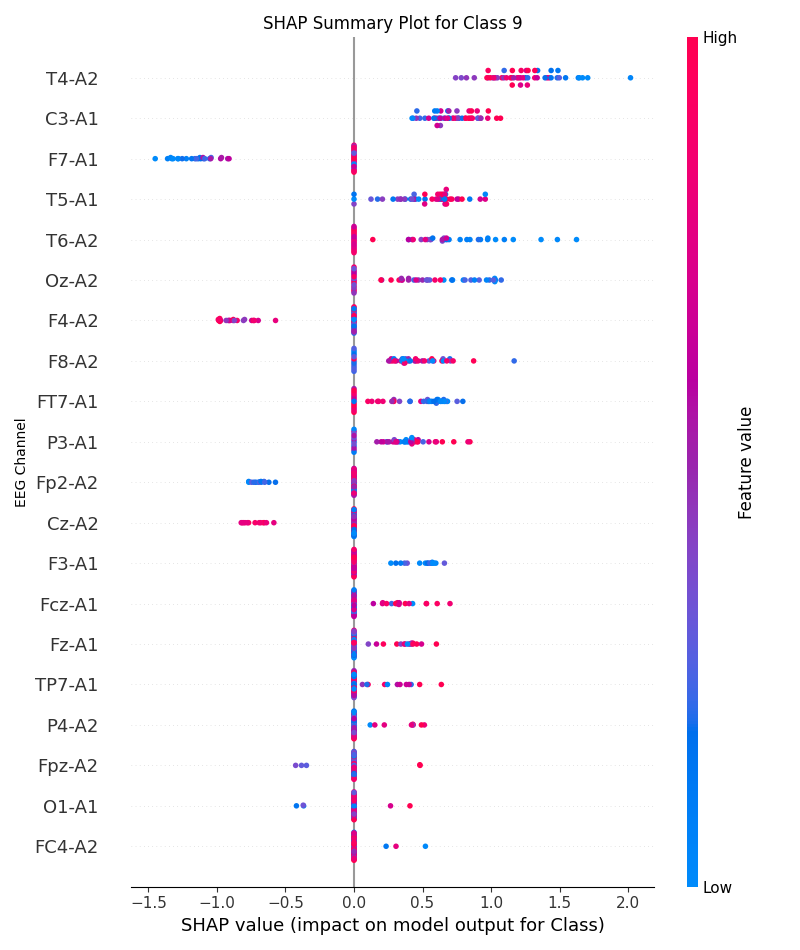 SHAP Summary Plot for Class 9
High
T4-A2
C3-A1
F7-A1
T5-A1
T6-A2
Oz-A2
F4-A2
F8-A2
FT7-A1
P3-A1
Fp2-A2
Cz-A2
F3-A1
Fcz-A1
Fz-A1
TP7-A1
P4-A2
Fpz-A2
O1-A1
FC4-A2
EEG Channel
Feature value
Low
−1.5 −1.0 −0.5 0.0 0.5 1.0 1.5 2.0
SHAP value (impact on model output for Class)